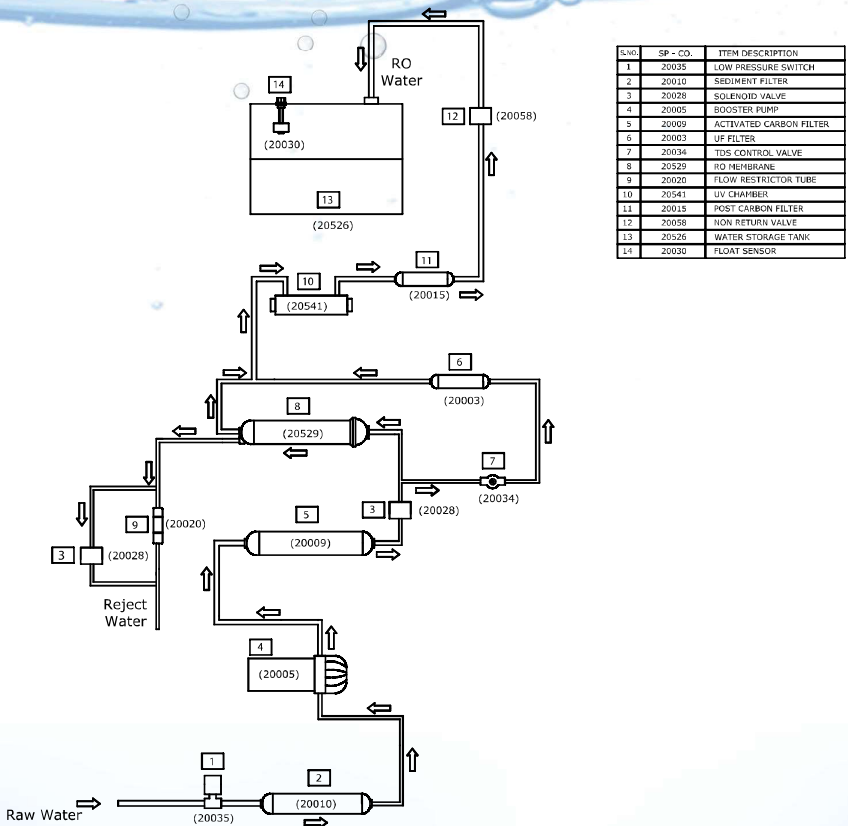 RO
Water
14
12
(20058)
(20030)
13
(20526)
11
10
(20541)
(20015)
6
(20003)
8
(20529)
7
(20034)
3
(20028)
5
(20009)
9
(20020)
3
(20028)
Reject
Water
4
(20005)
1
2
(20010)
Raw Water
(20035)
S.NO. SP - CO. ITEM DESCRIPTION
1 20035 LOW PRESSURE SWITCH
2 20010 SEDIMENT FILTER
3 20028 SOLENOID VALVE
4 20005 BOOSTER PUMP
5 20009 ACTIVATED CARBON FILTER
6 20003 UF FILTER
7 20034 TDS CONTROL VALVE
8 20529 RO MEMBRANE
9 20020 FLOW RESTRICTOR TUBE
10 20541 UV CHAMBER
11 20015 POST CARBON FILTER
12 20058 NON RETURN VALVE
13 20526 WATER STORAGE TANK
14 20030 FLOAT SENSOR